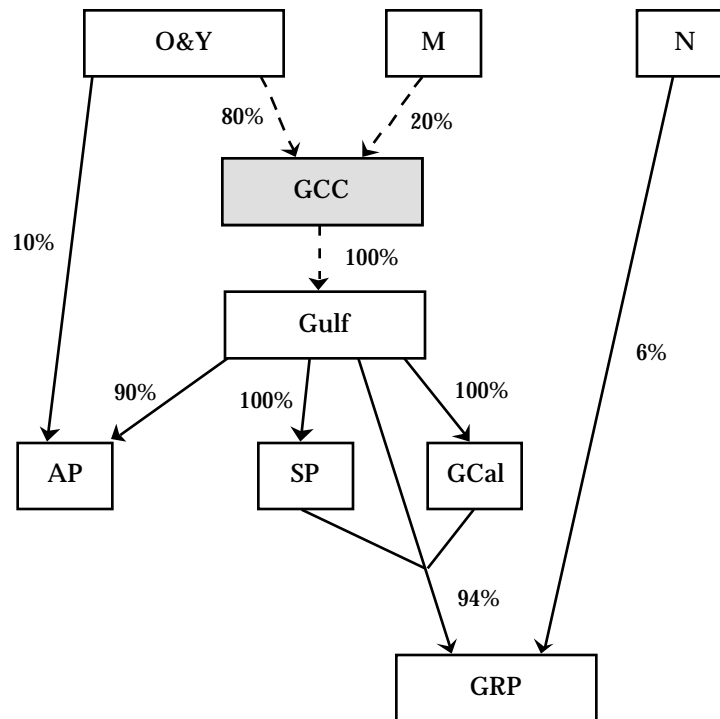 O&Y
M
N
80%
20%
GCC
10%
100%
Gulf
6%
90%
100%
100%
AP
SP
GCal
94%
GRP